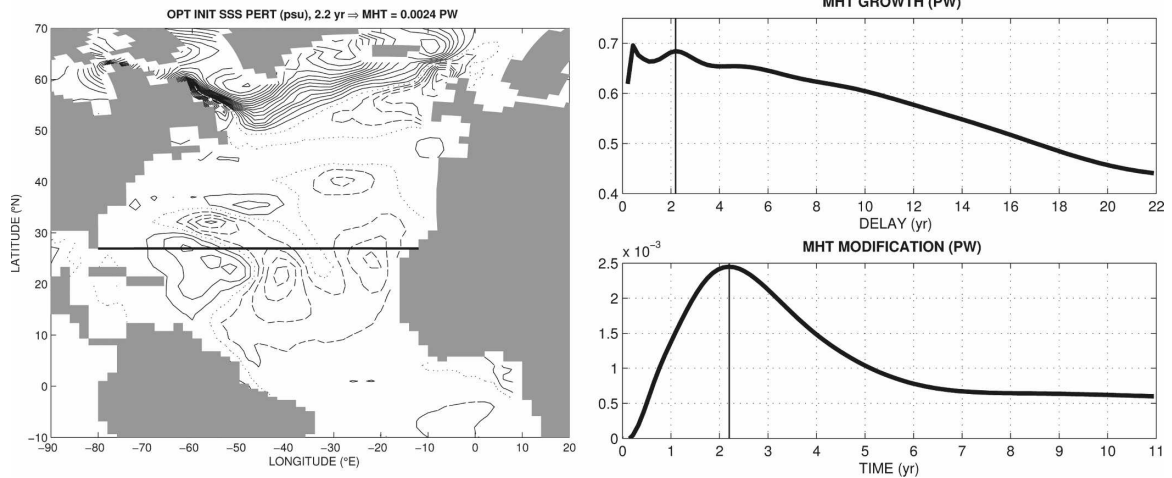 OPT INIT SSS PERT (psu), 2.2 yr ⇒ MHT = 0.0024 PW
70
60
50
40
30
20
10
0
−10
LATITUDE (°N)
−90 −80 −70 −60 −50 −40 −30 −20 −10 0 10 20
LONGITUDE (°E)
MHT GROWTH (PW)
0.7
0.6
0.5
0.4
0 2 4 6 8 10 12 14 16 18 20 22
DELAY (yr)
x 10⁻³
MHT MODIFICATION (PW)
2.5
2
1.5
1
0.5
0
0 1 2 3 4 5 6 7 8 9 10 11
TIME (yr)